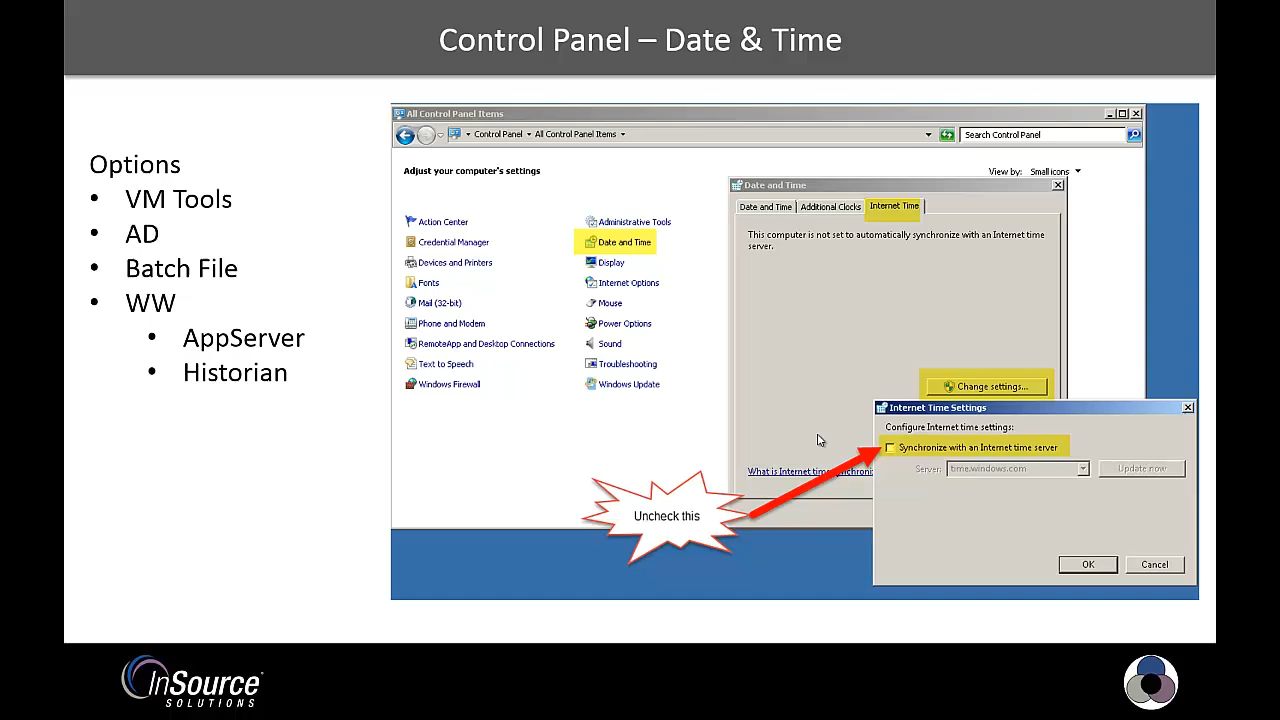 Control Panel – Date & Time
Options
• VM Tools
• AD
• Batch File
• WW
• AppServer
• Historian
All Control Panel Items
Control Panel
All Control Panel Items
Search Control Panel
Adjust your computer's settings
View by: Small icons
Action Center
Administrative Tools
Credential Manager
Date and Time
Devices and Printers
Display
Fonts
Internet Options
Mail (32-bit)
Mouse
Phone and Modem
Power Options
RemoteApp and Desktop Connections
Sound
Text to Speech
Troubleshooting
Windows Firewall
Windows Update
Date and Time
Date and Time
Additional Clocks
Internet Time
This computer is not set to automatically synchronize with an Internet time
server.
Change settings...
What is Internet time synchroniz
Internet Time Settings
Configure Internet time settings:
Synchronize with an Internet time server
Server: time.windows.com
Update now
OK
Cancel
Uncheck this
InSource
SOLUTIONS